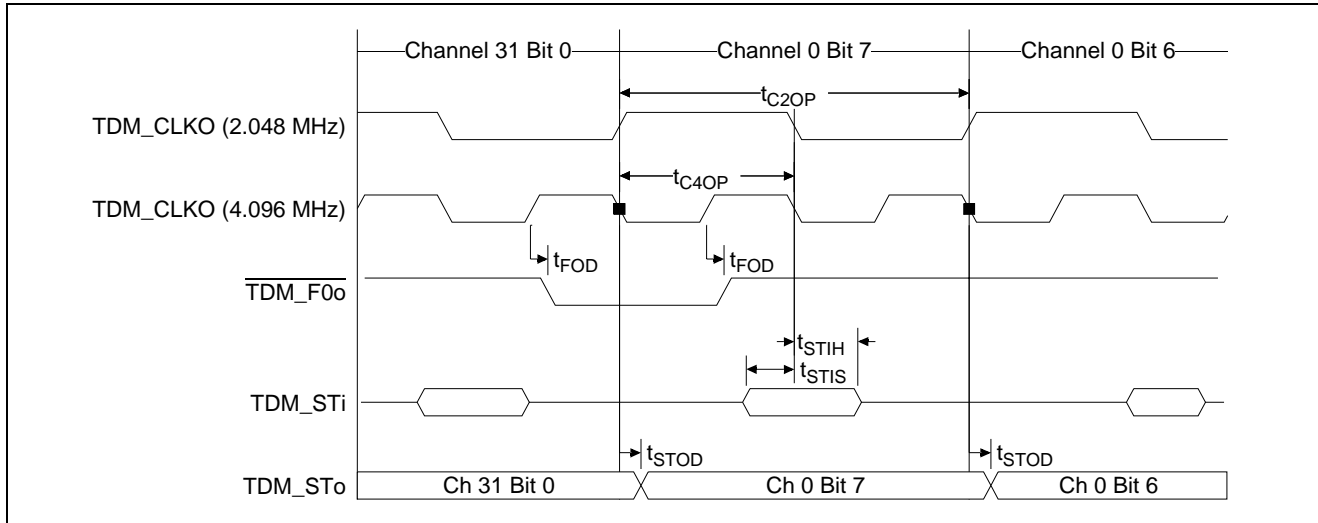 Channel 31 Bit 0 Channel 0 Bit 7 Channel 0 Bit 6
tC2OP
TDM_CLKO (2.048 MHz)
tC4OP
TDM_CLKO (4.096 MHz)
tFOD tFOD
TDM_F0o
tSTIH
tSTIS
TDM_STi
tSTOD tSTOD
TDM_STo Ch 31 Bit 0 Ch 0 Bit 7 Ch 0 Bit 6